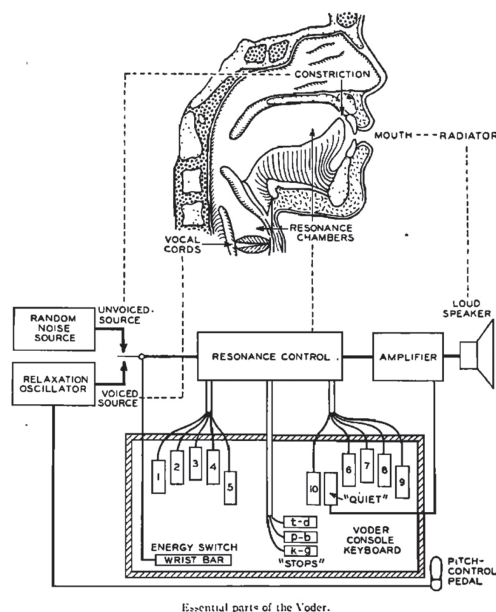 CONSTRICTION
MOUTH
RADIATOR
RESONANCE
CHAMBERS
VOCAL
CORDS
UNVOICED
SOURCE
LOUD
SPEAKER
RANDOM
NOISE
SOURCE
RESONANCE CONTROL
AMPLIFIER
RELAXATION
OSCILLATOR
VOICED
SOURCE
1
2
3
4
5
10
6
7
8
9
"QUIET"
t-d
p-b
k-g
"STOPS"
VODER
CONSOLE
KEYBOARD
ENERGY SWITCH
WRIST BAR
PITCH-
CONTROL
PEDAL
Essential parts of the Voder.